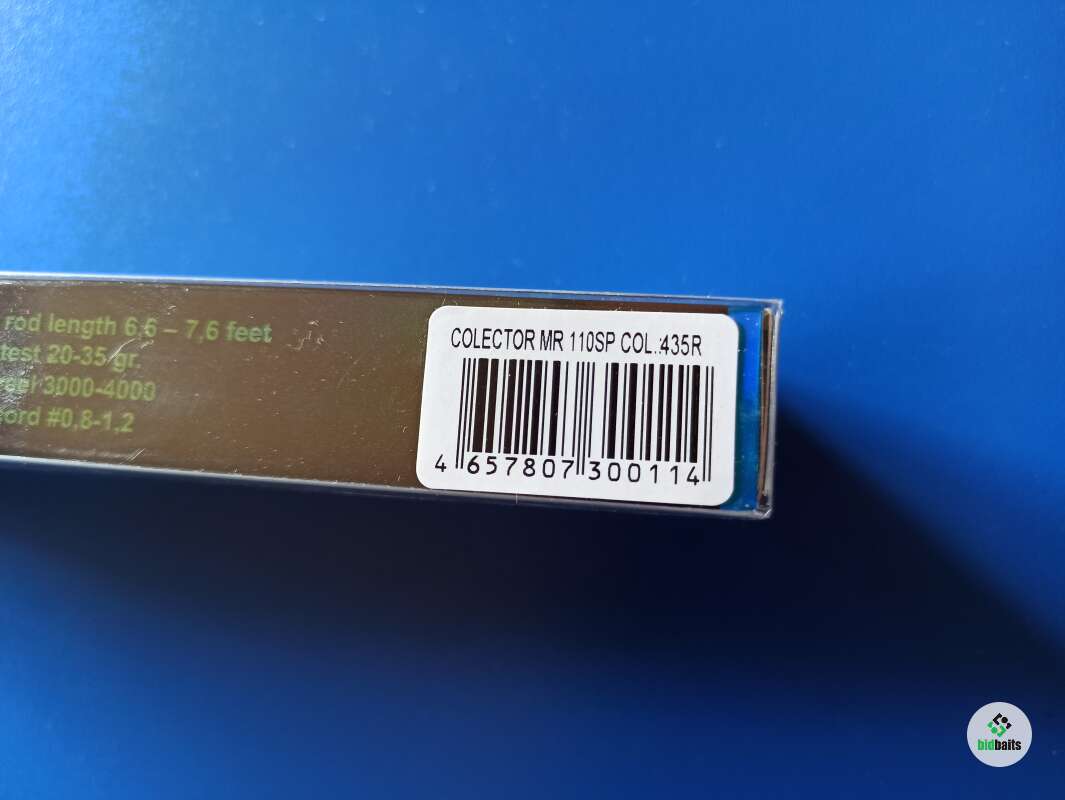 rod length 6,6 – 7,6 feet
test 20-35 gr.
reel 3000-4000
cord #0,8-1,2
COLECTOR MR 110SP COL.:435R
4 657807 300114
bidbaits